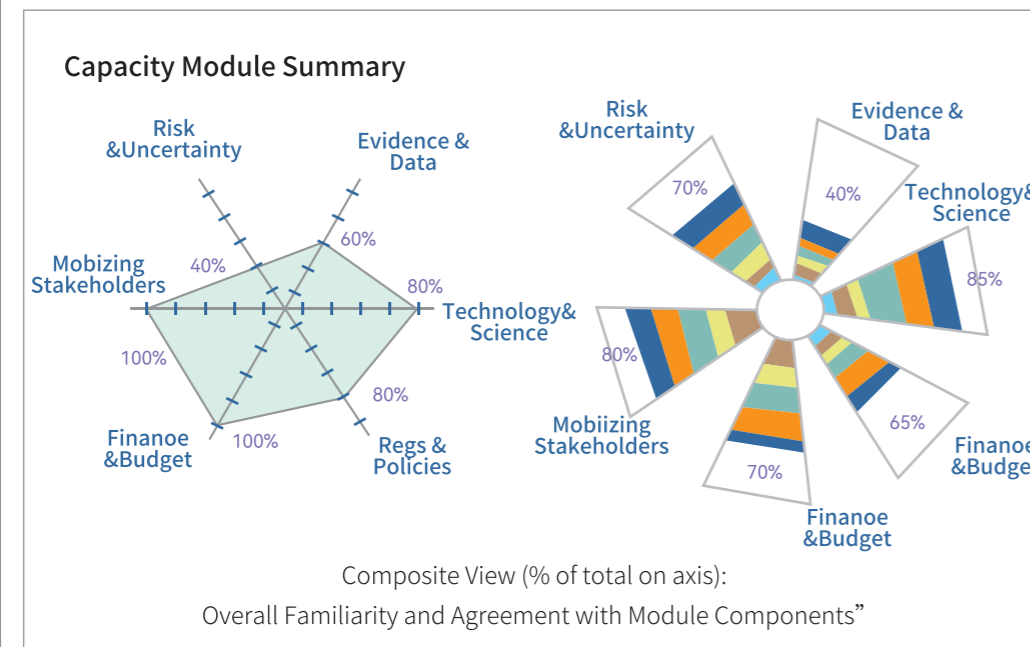 Capacity Module Summary
Risk
&Uncertainty
Evidence &
Data
60%
40%
Mobizing
Stakeholders
80%
Technology&
Science
100%
80%
Finanoe
&Budget
100%
Regs &
Policies
Risk
&Uncertainty
70%
Evidence &
Data
40%
Technology&
Science
85%
80%
Mobiizing
Stakeholders
65%
Finanoe
&Budge
70%
Finanoe
&Budget
Composite View (% of total on axis):
Overall Familiarity and Agreement with Module Components”